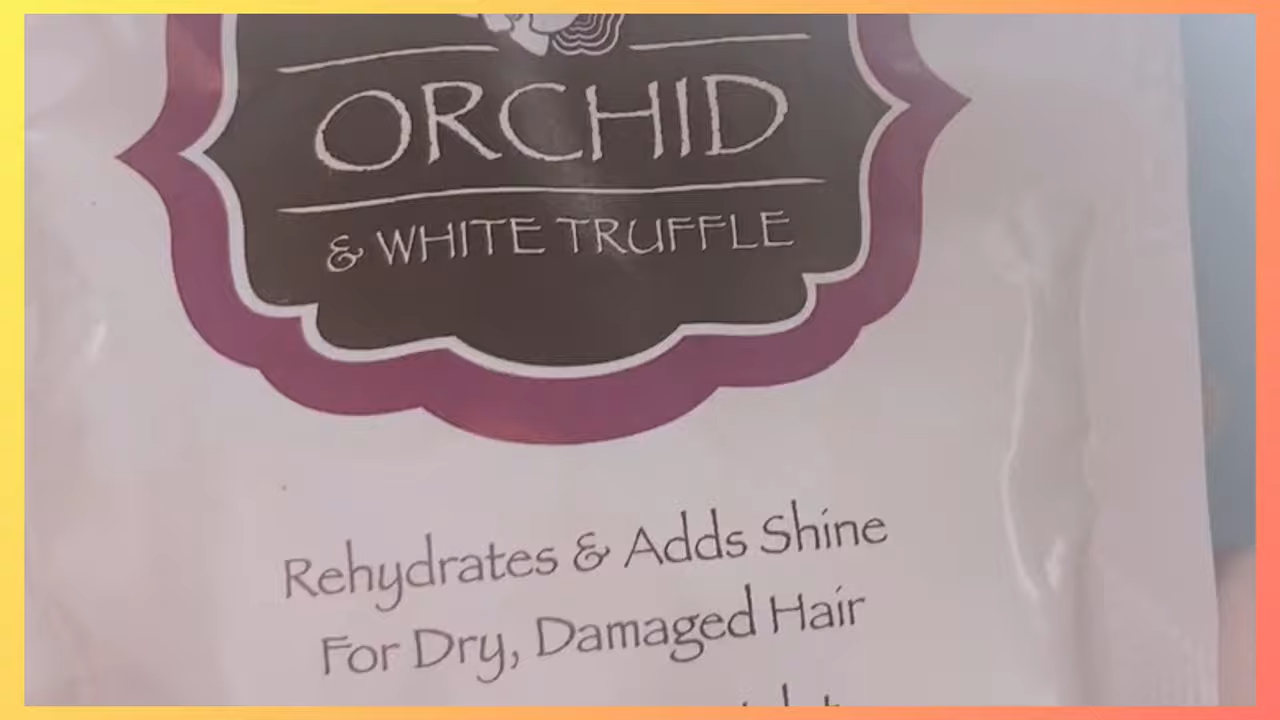 ORCHID
& WHITE TRUFFLE
Rehydrates & Adds Shine
For Dry, Damaged Hair